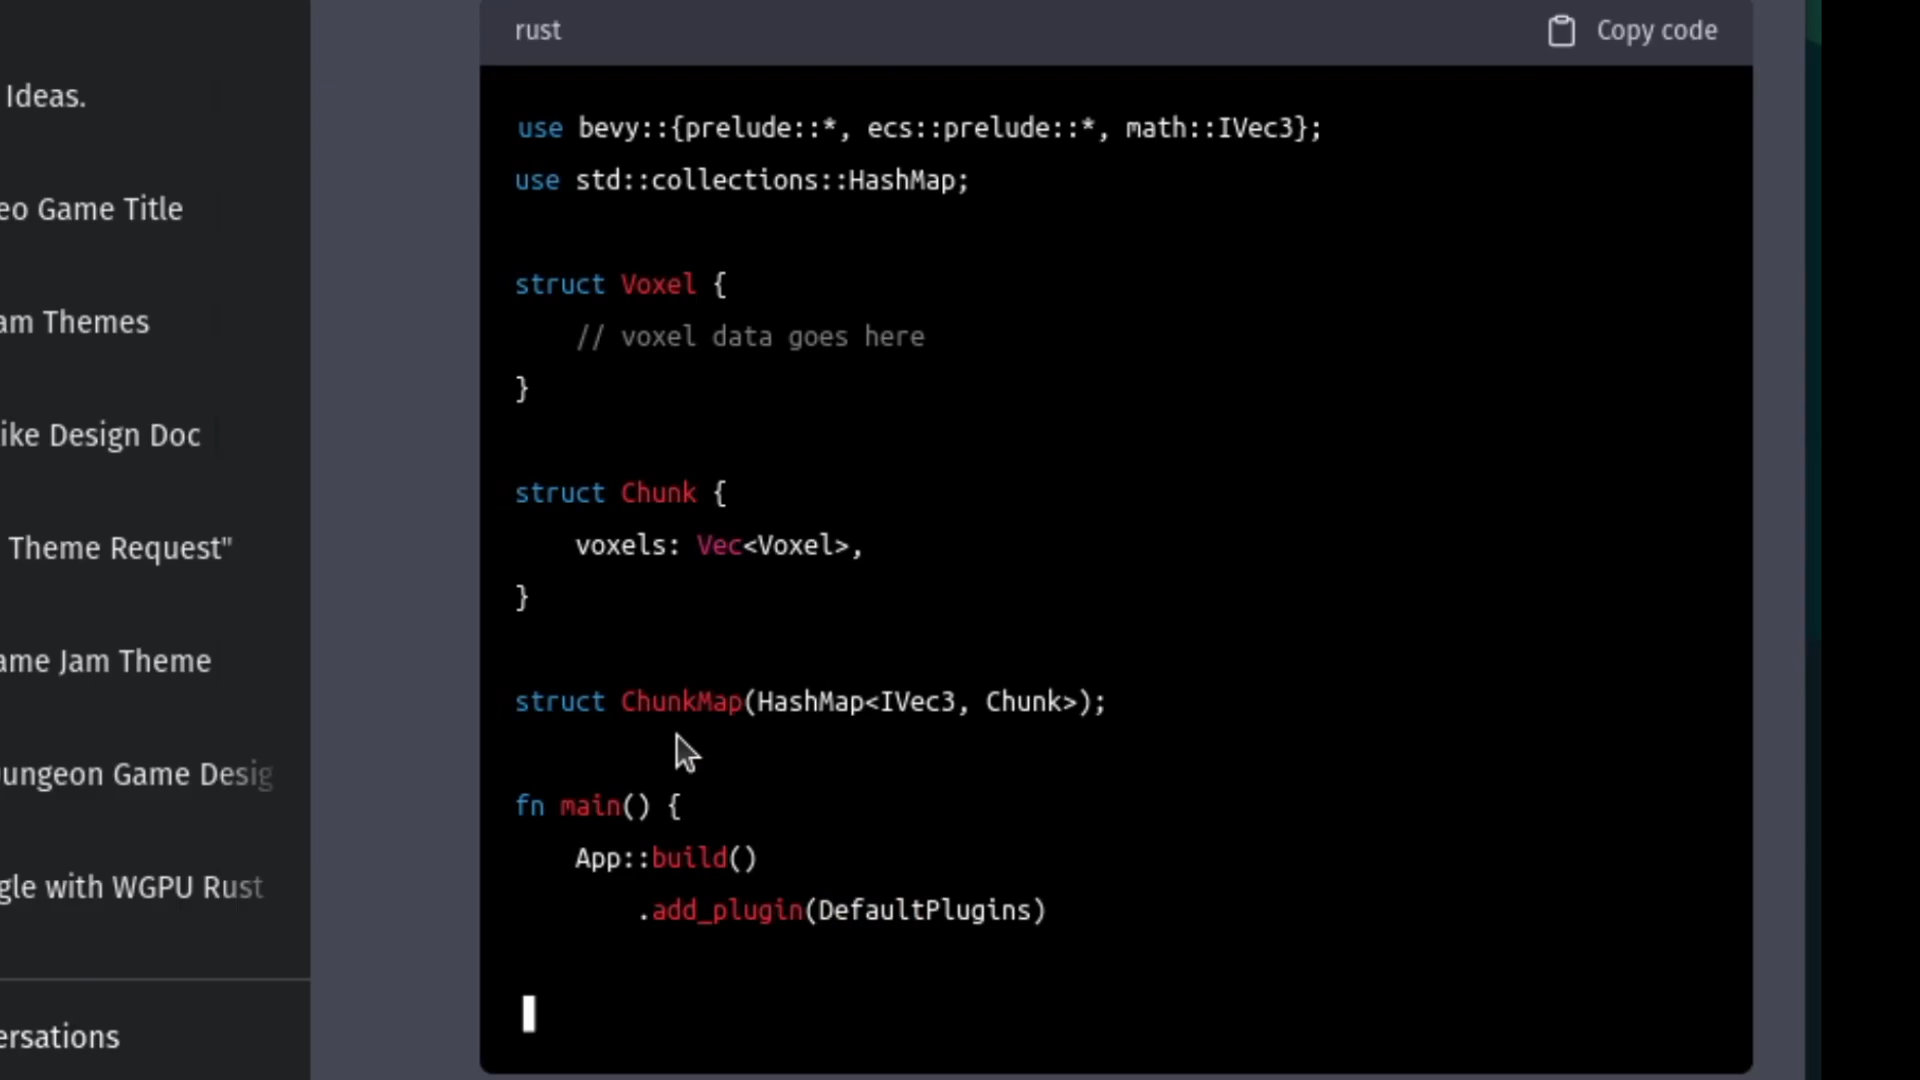 Ideas.
eo Game Title
am Themes
ike Design Doc
Theme Request"
ame Jam Theme
ungeon Game Desig
gle with WGPU Rust
ersations
rust
Copy code
use bevy::{prelude::*, ecs::prelude::*, math::IVec3};
use std::collections::HashMap;
struct Voxel {
    // voxel data goes here
}
struct Chunk {
    voxels: Vec<Voxel>,
}
struct ChunkMap(HashMap<IVec3, Chunk>);
fn main() {
    App::build()
        .add_plugin(DefaultPlugins)